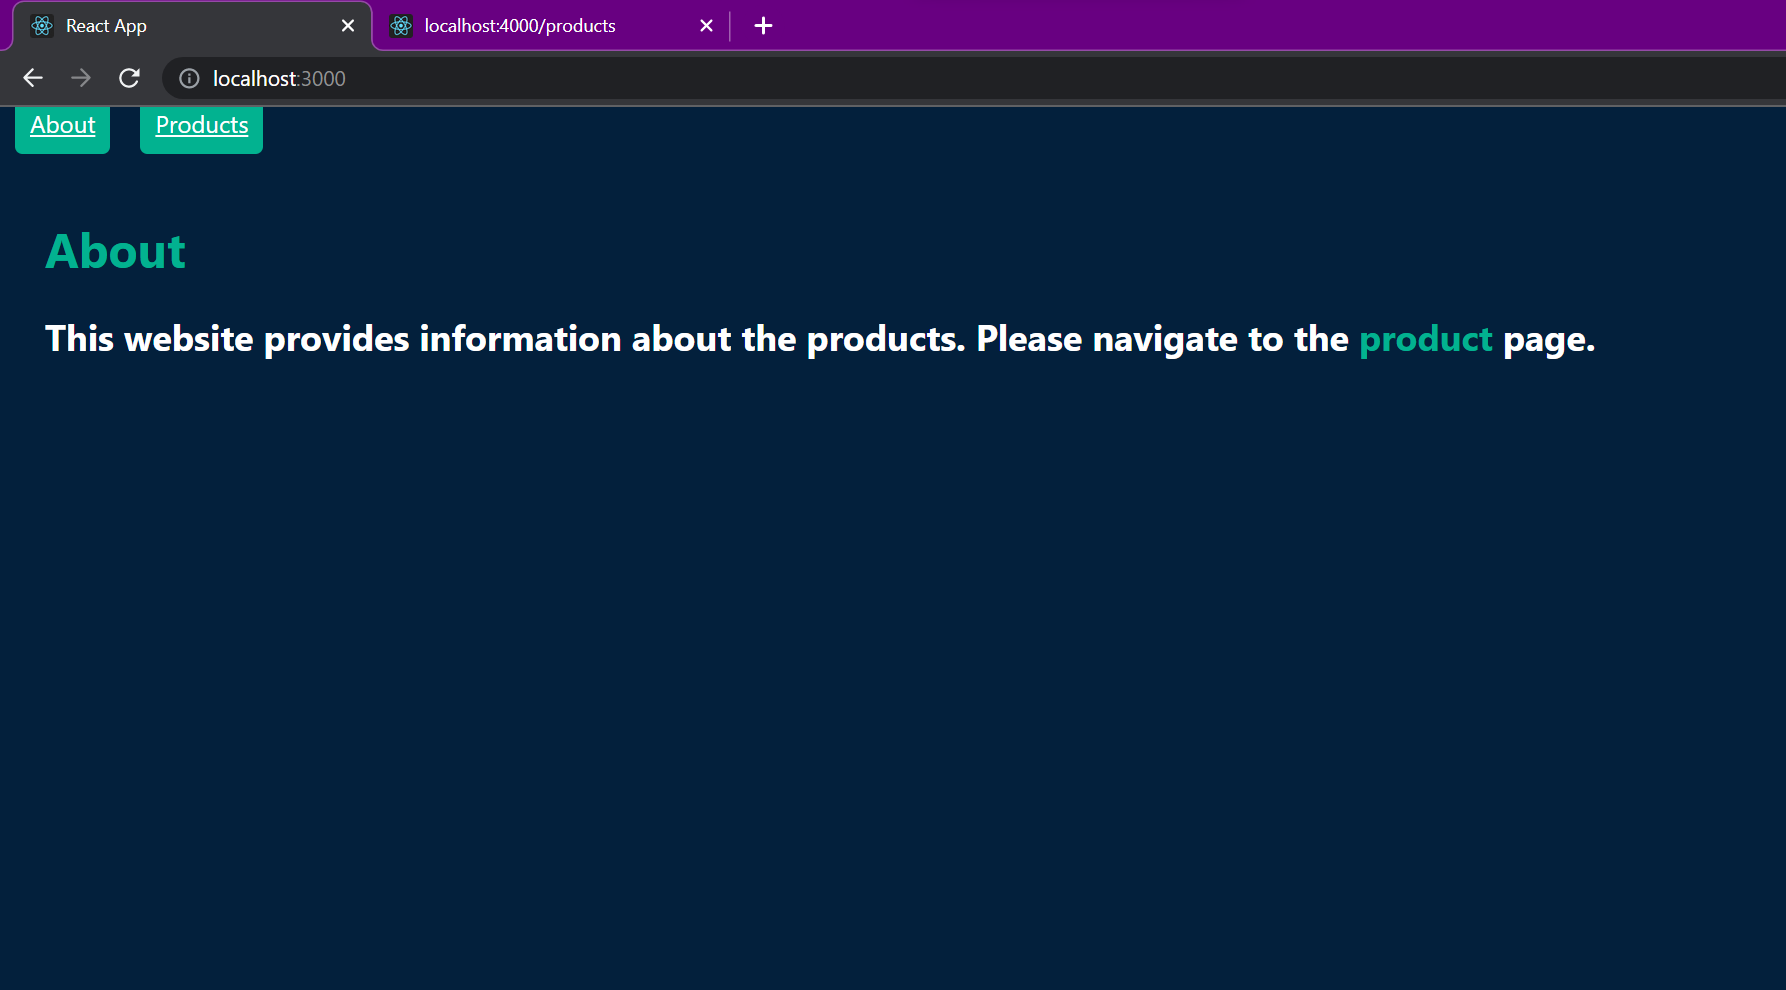 React App
localhost:4000/products
localhost:3000
About Products
About
This website provides information about the products. Please navigate to the product page.